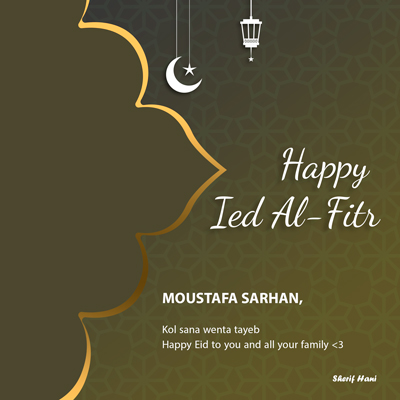 Happy
Ied Al-Fitr
MOUSTAFA SARHAN,
Kol sana wenta tayeb
Happy Eid to you and all your family <3
Sherif Hani